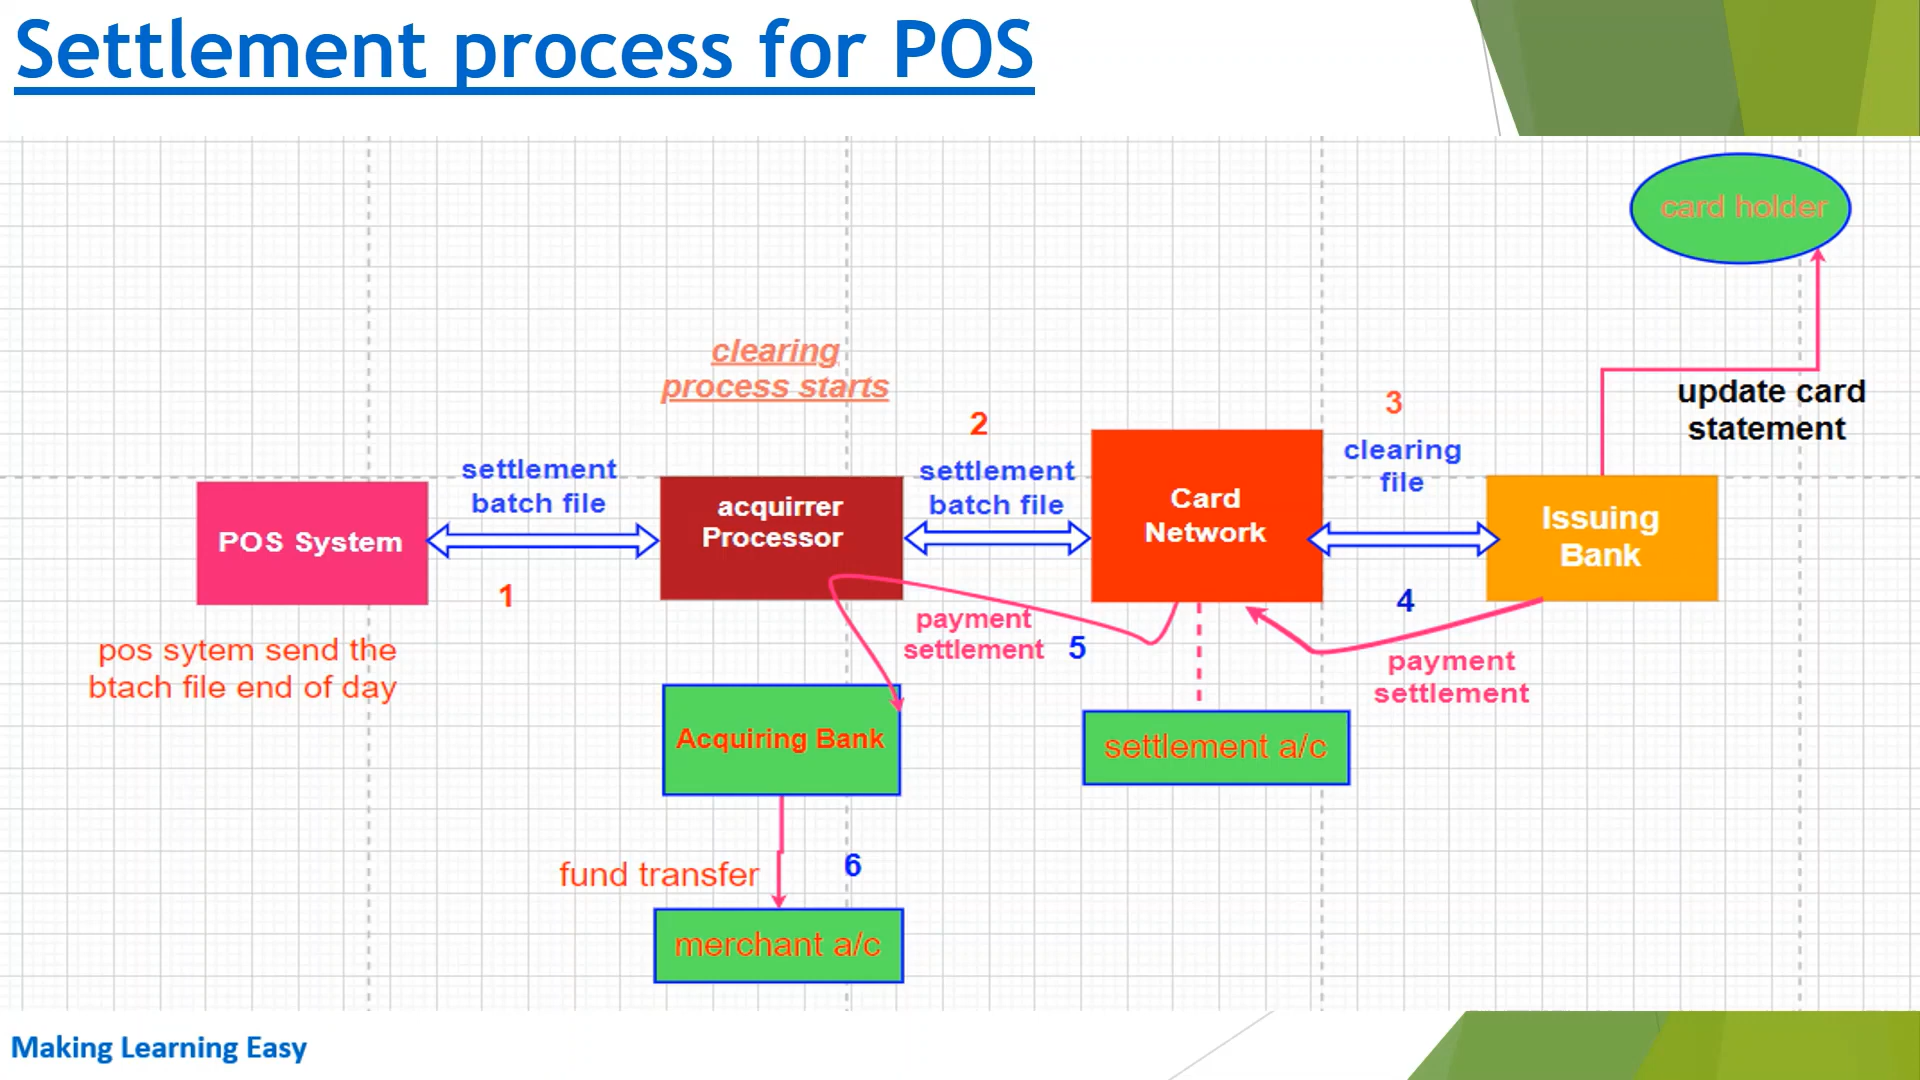 Settlement process for POS
card holder
clearing
process starts
update card
statement
2
3
settlement
batch file
settlement
batch file
clearing
file
POS System
acquirrer
Processor
Card
Network
Issuing
Bank
1
4
pos sytem send the
btach file end of day
payment
settlement
5
payment
settlement
Acquiring Bank
settlement a/c
fund transfer
6
merchant a/c
Making Learning Easy